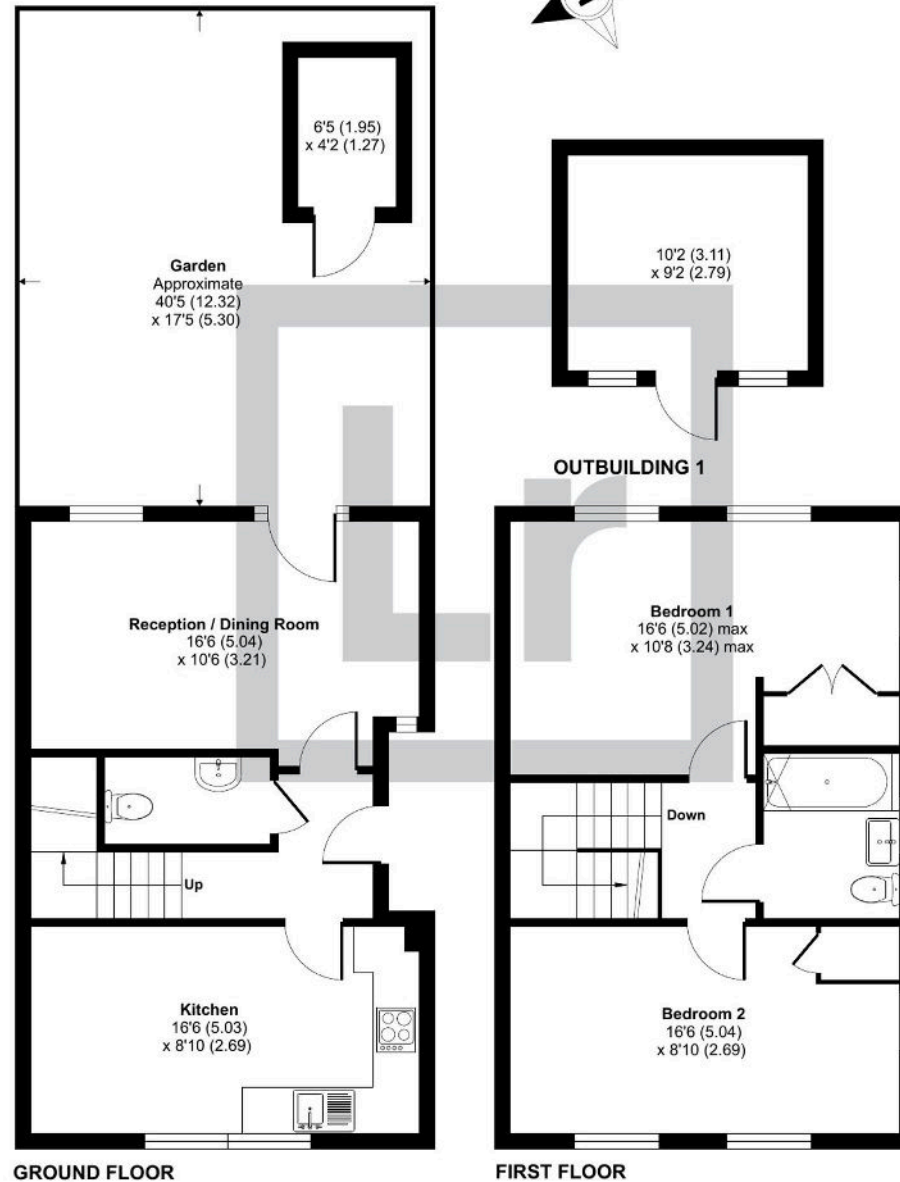 6'5 (1.95)
x 4'2 (1.27)
10'2 (3.11)
x 9'2 (2.79)
Garden
Approximate
40'5 (12.32)
x 17'5 (5.30)
OUTBUILDING 1
Reception / Dining Room
16'6 (5.04)
x 10'6 (3.21)
Bedroom 1
16'6 (5.02) max
x 10'8 (3.24) max
Down
Up
Kitchen
16'6 (5.03)
x 8'10 (2.69)
Bedroom 2
16'6 (5.04)
x 8'10 (2.69)
GROUND FLOOR
FIRST FLOOR